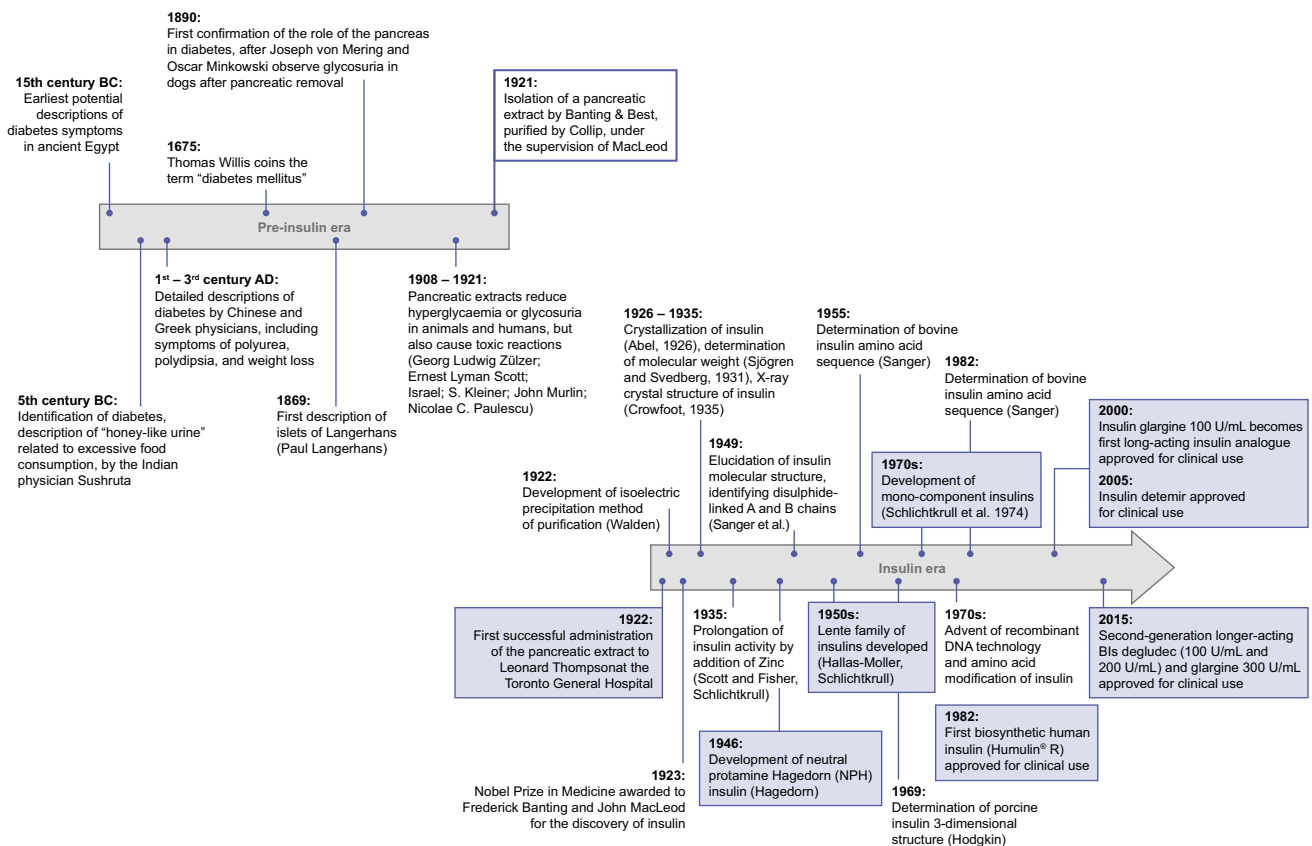 1890:
First confirmation of the role of the pancreas
in diabetes, after Joseph von Mering and
Oscar Minkowski observe glycosuria in
dogs after pancreatic removal
15th century BC:
Earliest potential
descriptions of
diabetes symptoms
in ancient Egypt
1921:
Isolation of a pancreatic
extract by Banting & Best,
purified by Collip, under
the supervision of MacLeod
1675:
Thomas Willis coins the
term “diabetes mellitus”
Pre-insulin era
1st – 3rd century AD:
Detailed descriptions of
diabetes by Chinese and
Greek physicians, including
symptoms of polyurea,
polydipsia, and weight loss
1908 – 1921:
Pancreatic extracts reduce
hyperglycaemia or glycosuria
in animals and humans, but
also cause toxic reactions
(Georg Ludwig Zülzer;
Ernest Lyman Scott;
Israel; S. Kleiner; John Murlin;
Nicolae C. Paulescu)
5th century BC:
Identification of diabetes,
description of “honey-like urine”
related to excessive food
consumption, by the Indian
physician Sushruta
1869:
First description of
islets of Langerhans
(Paul Langerhans)
1926 – 1935:
Crystallization of insulin
(Abel, 1926), determination
of molecular weight (Sjögren
and Svedberg, 1931), X-ray
crystal structure of insulin
(Crowfoot, 1935)
1955:
Determination of bovine
insulin amino acid
sequence (Sanger)
1982:
Determination of bovine
insulin amino acid
sequence (Sanger)
2000:
Insulin glargine 100 U/mL becomes
first long-acting insulin analogue
approved for clinical use
2005:
Insulin detemir approved
for clinical use
1949:
Elucidation of insulin
molecular structure,
identifying disulphide-
linked A and B chains
(Sanger et al.)
1970s:
Development of
mono-component insulins
(Schlichtkrull et al. 1974)
1922:
Development of isoelectric
precipitation method
of purification (Walden)
Insulin era
1922:
First successful administration
of the pancreatic extract to
Leonard Thompsonat the
Toronto General Hospital
1935:
Prolongation of
insulin activity by
addition of Zinc
(Scott and Fisher,
Schlichtkrull)
1950s:
Lente family of
insulins developed
(Hallas-Moller,
Schlichtkrull)
1970s:
Advent of recombinant
DNA technology
and amino acid
modification of insulin
2015:
Second-generation longer-acting
BIs degludec (100 U/mL and
200 U/mL) and glargine 300 U/mL
approved for clinical use
1982:
First biosynthetic human
insulin (Humulin® R)
approved for clinical use
1946:
Development of neutral
protamine Hagedorn (NPH)
insulin (Hagedorn)
1923:
Nobel Prize in Medicine awarded to
Frederick Banting and John MacLeod
for the discovery of insulin
1969:
Determination of porcine
insulin 3-dimensional
structure (Hodgkin)